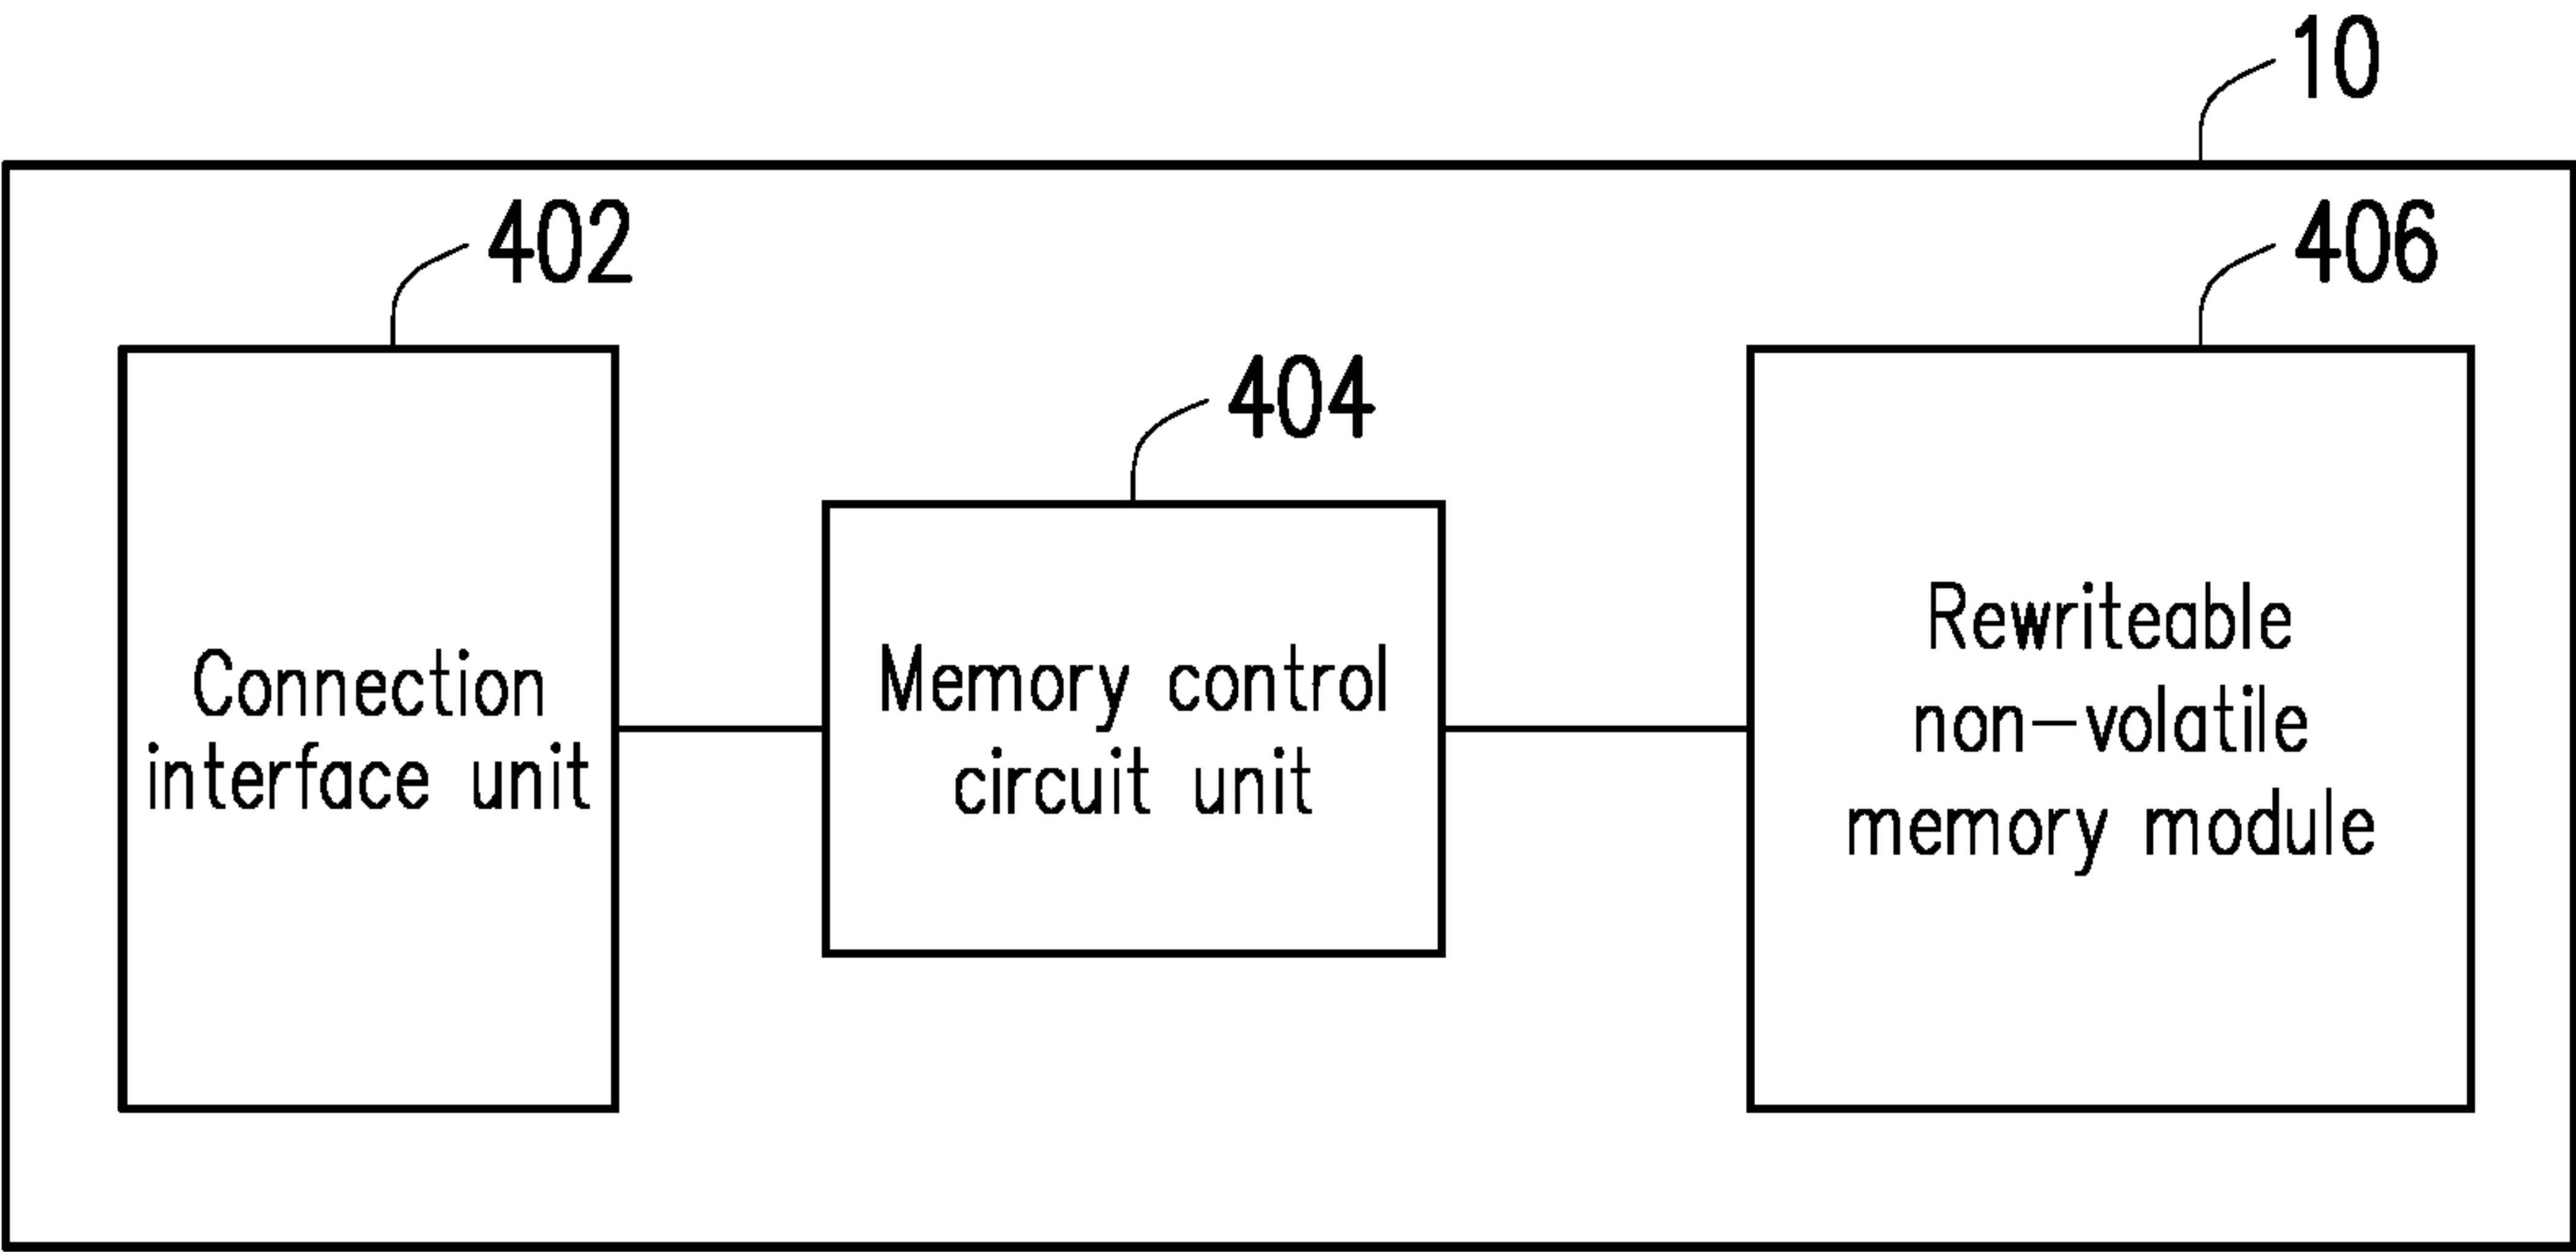 10
402
406
404
Connection
interface unit
Memory control
circuit unit
Rewriteable
non-volatile
memory module